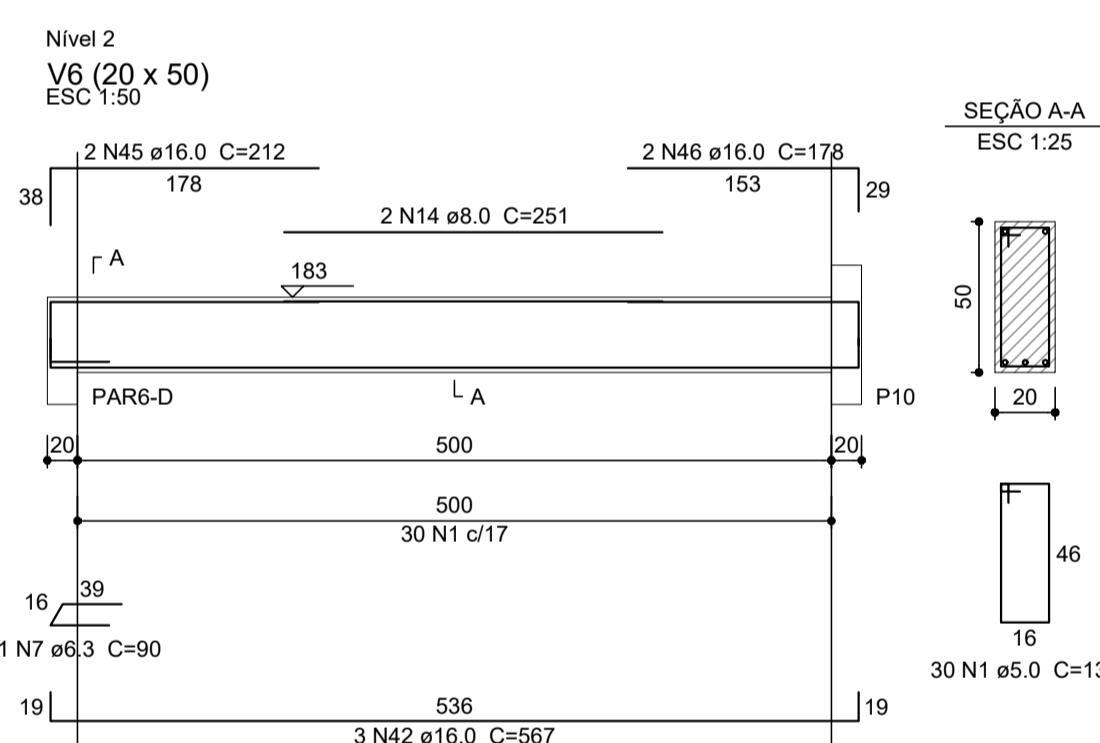 Nível 2
V6 (20 x 50)
ESC 1:50
SEÇÃO A-A
ESC 1:25
2 N45 ø16.0 C=212
2 N46 ø16.0 C=178
38
178
153
29
2 N14 ø8.0 C=251
A
183
50
PAR6-D
A
P10
20
20
500
20
500
30 N1 c/17
46
16
39
16
1 N7 ø6.3 C=90
30 N1 ø5.0 C=13
19
536
19
3 N42 ø16.0 C=567